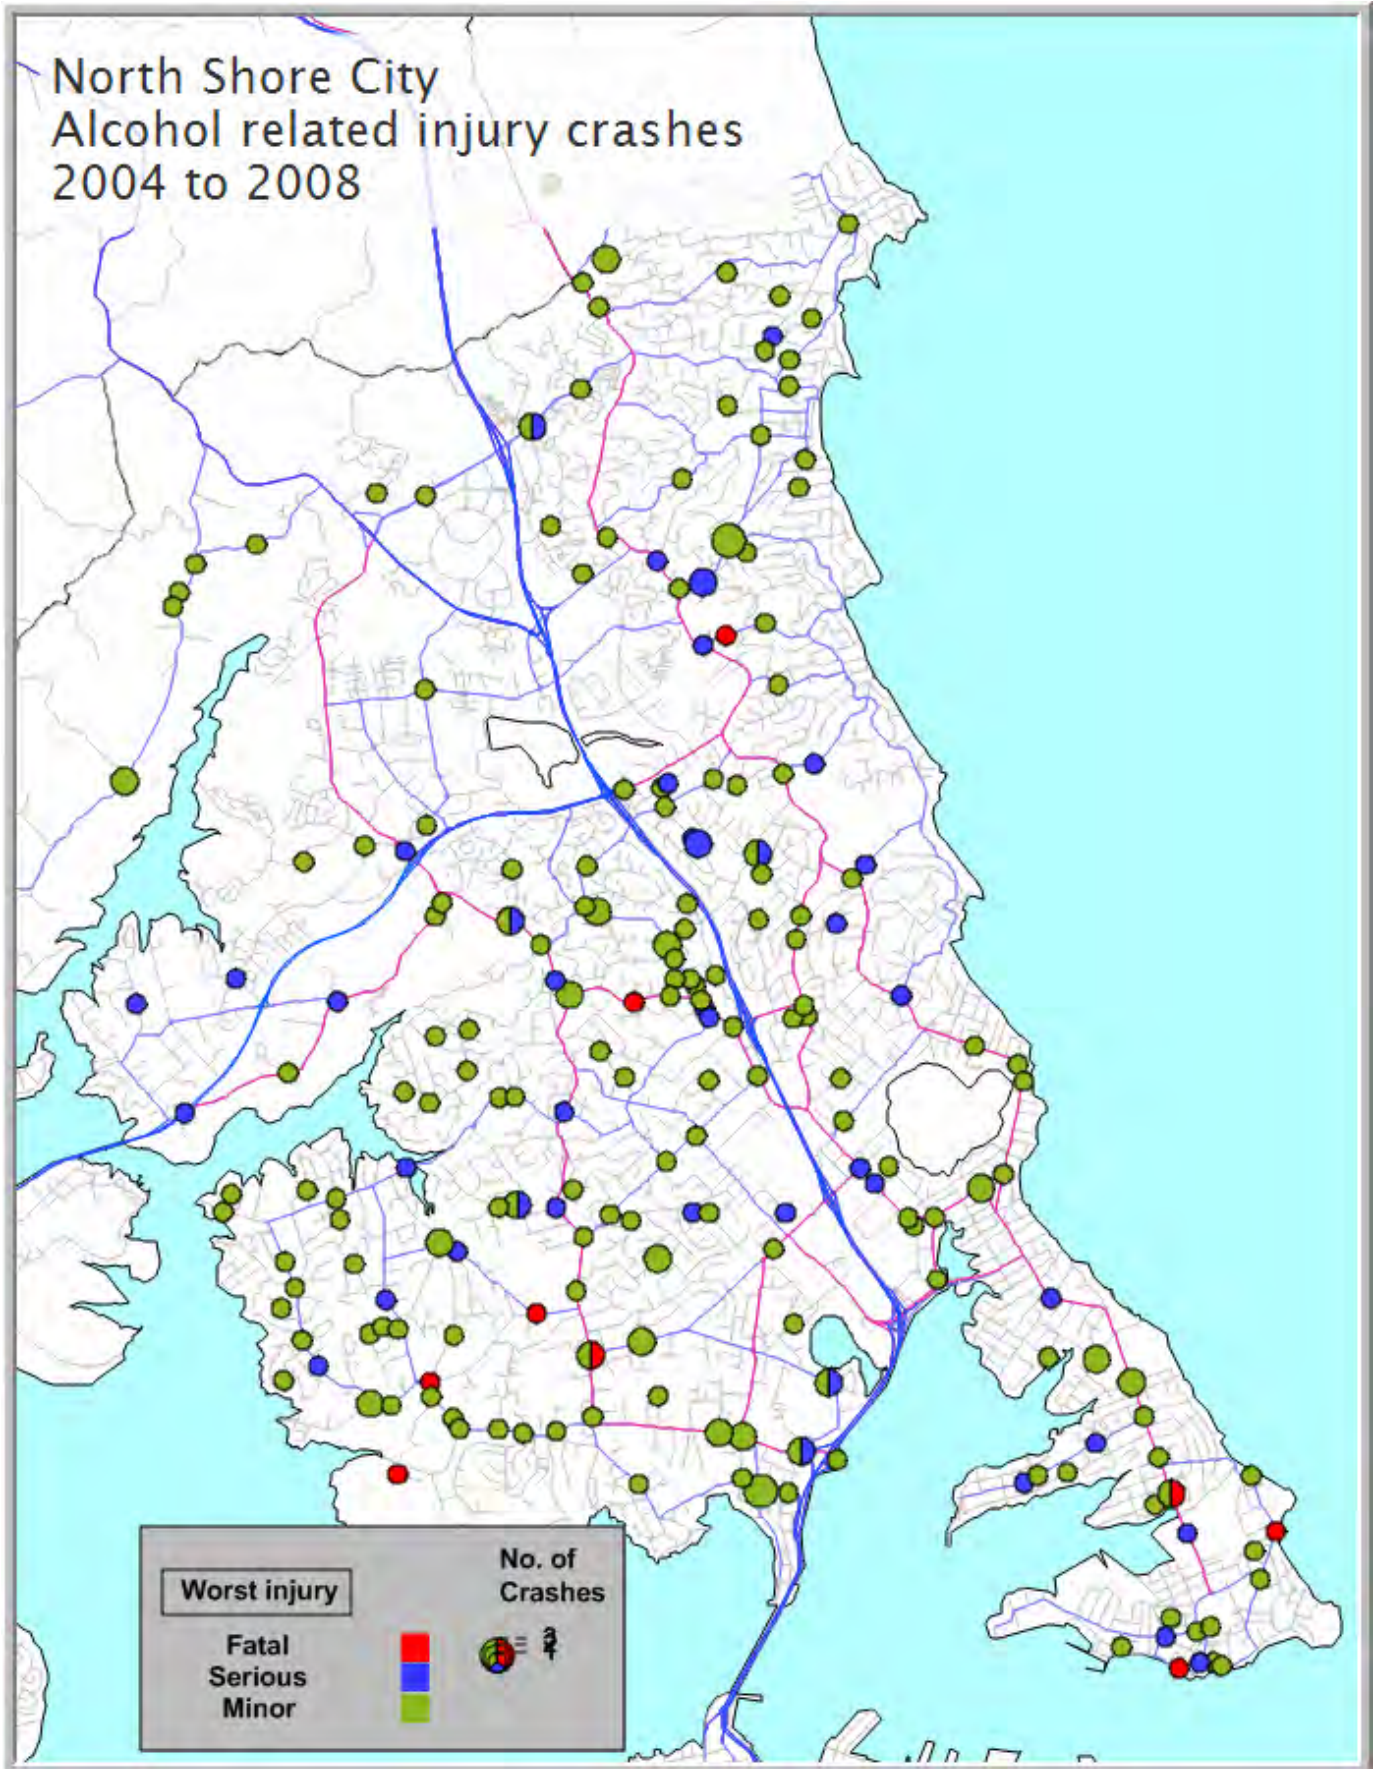 North Shore City
Alcohol related injury crashes
2004 to 2008
No. of
Crashes
Worst injury
Fatal
Serious
Minor